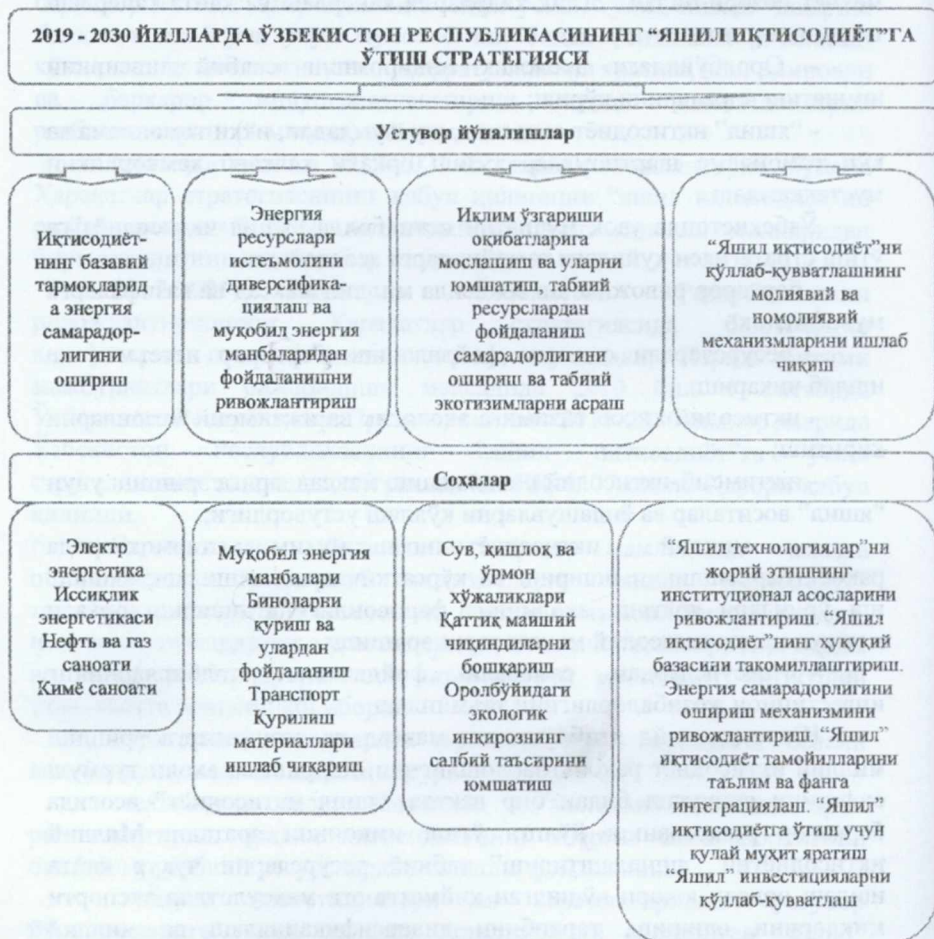 2019 - 2030 ЙИЛЛАРДА ЎЗБЕКИСТОН РЕСПУБЛИКАСИНИНГ “ЯШИЛ ИҚТИСОДИЁТ”ГА
ЎТИШ СТРАТЕГИЯСИ
Устувор йўналишлар
Иқтисодиёт-
нинг базавий
тармоқларид
а энергия
самарадор-
лигини
ошириш
Энергия
ресурслари
истеъмолини
диверсифика-
циялаш ва
муқобил энергия
манбаларидан
фойдаланишни
ривожлантириш
Иқлим ўзгариши
оқибатларига
мослашиш ва уларни
юмшатиш, табиий
ресурслардан
фойдаланиш
самарадорлигини
ошириш ва табиий
экотизимларни асраш
“Яшил иқтисодиёт”ни
қўллаб-қувватлашнинг
молиявий ва
номолиявий
механизмларини ишлаб
чиқиш
Соҳалар
Электр
энергетика
Иссиқлик
энергетикаси
Нефть ва газ
саноати
Кимё саноати
Муқобил энергия
манбалари
Биноларни
қуриш ва
улардан
фойдаланиш
Транспорт
Қурилиш
материаллари
ишлаб чиқариш
Сув, қишлоқ ва
ўрмон
хўжаликлари
Қаттиқ маиший
чиқиндиларни
бошқариш
Оролбўйидаги
экологик
инқирознинг
салбий таъсирини
юмшатиш
“Яшил технологиялар”ни
жорий этишнинг
институционал асосларини
ривожлантириш. “Яшил
иқтисодиёт”нинг ҳуқуқий
базасини такомиллаштириш.
Энергия самарадорлигини
ошириш механизмини
ривожлантириш. “Яшил”
иқтисодиёт тамойилларини
таълим ва фанга
интеграциялаш. “Яшил”
иқтисодиётга ўтиш учун
қулай муҳит яратиш
“Яшил” инвестицияларни
қўллаб-қувватлаш